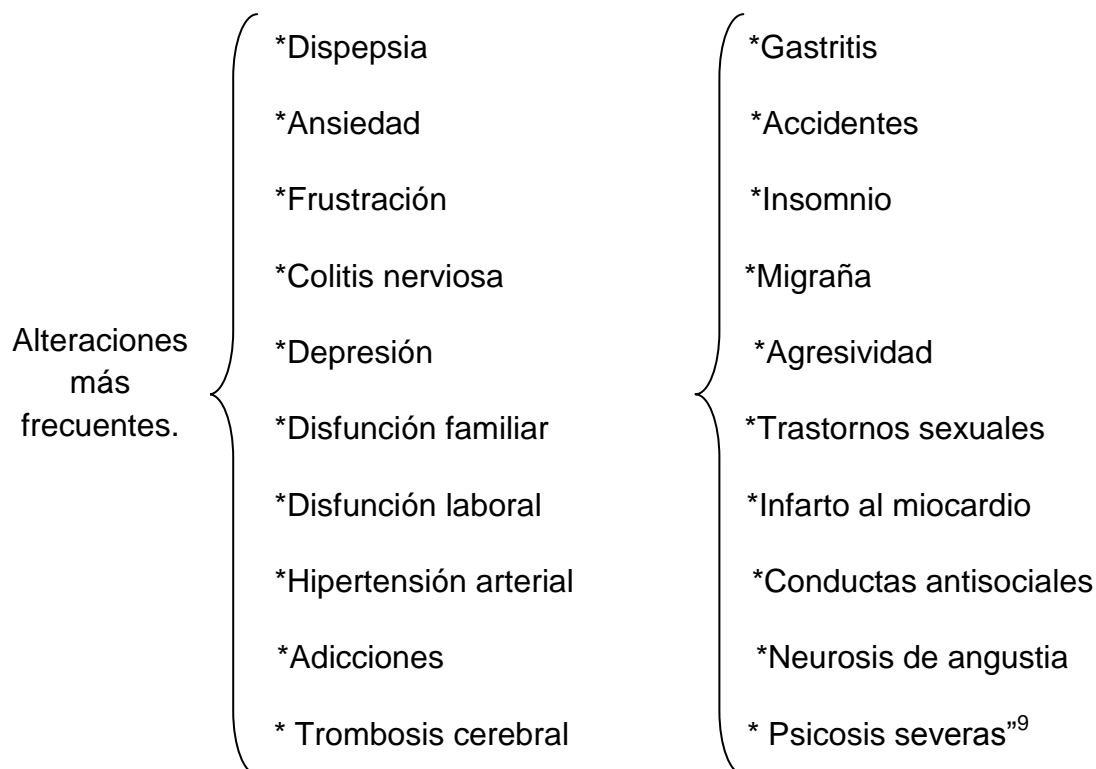 Alteraciones
más
frecuentes.
*Dispepsia
*Ansiedad
*Frustración
*Colitis nerviosa
*Depresión
*Disfunción familiar
*Disfunción laboral
*Hipertensión arterial
*Adicciones
* Trombosis cerebral
*Gastritis
*Accidentes
*Insomnio
*Migraña
*Agresividad
*Trastornos sexuales
*Infarto al miocardio
*Conductas antisociales
*Neurosis de angustia
* Psicosis severas”⁹